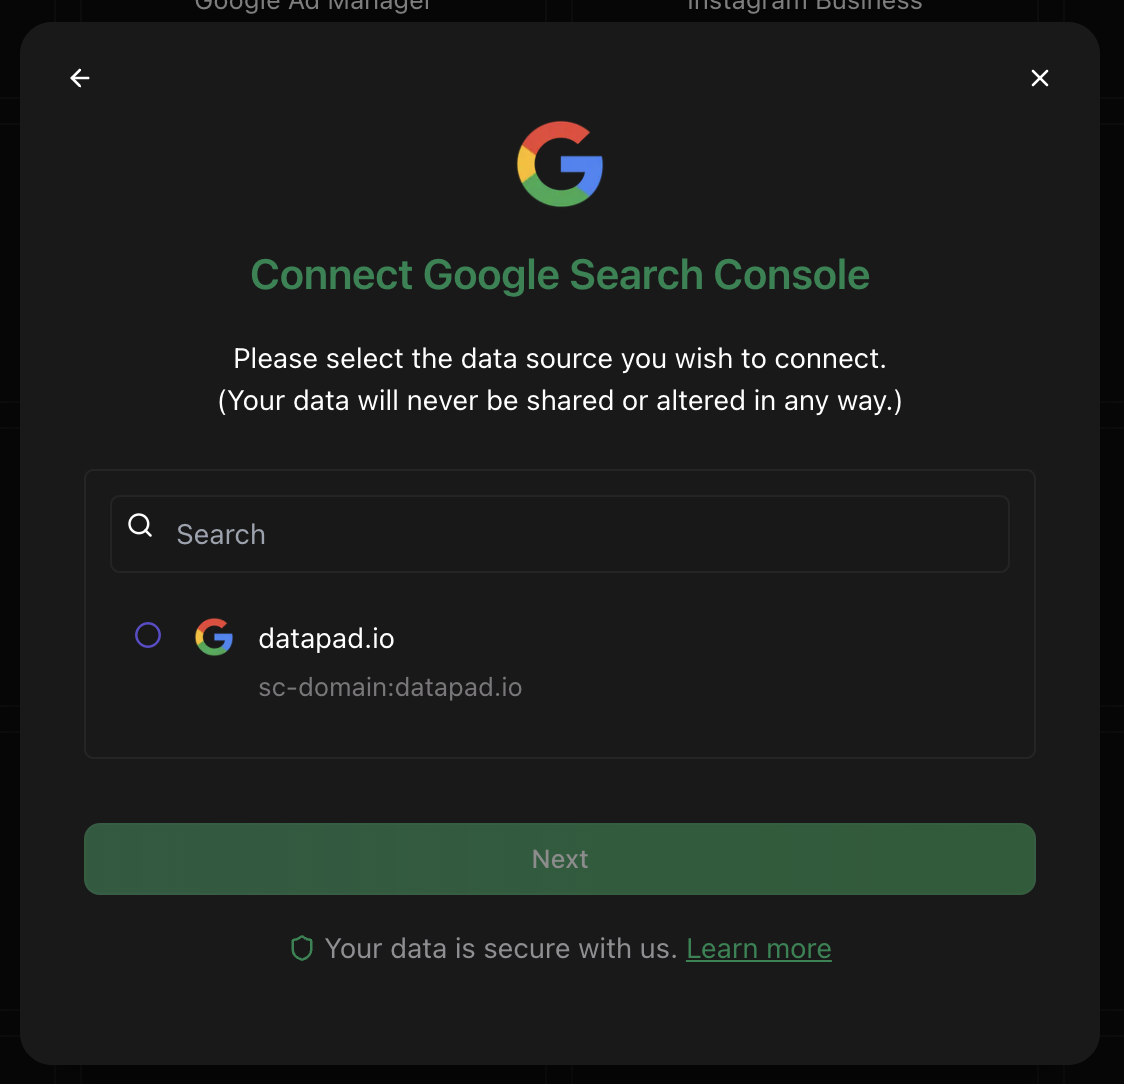 Google Ad Manager
Instagram Business
Connect Google Search Console
Please select the data source you wish to connect.
(Your data will never be shared or altered in any way.)
Search
datapad.io
sc-domain:datapad.io
Next
Your data is secure with us. Learn more